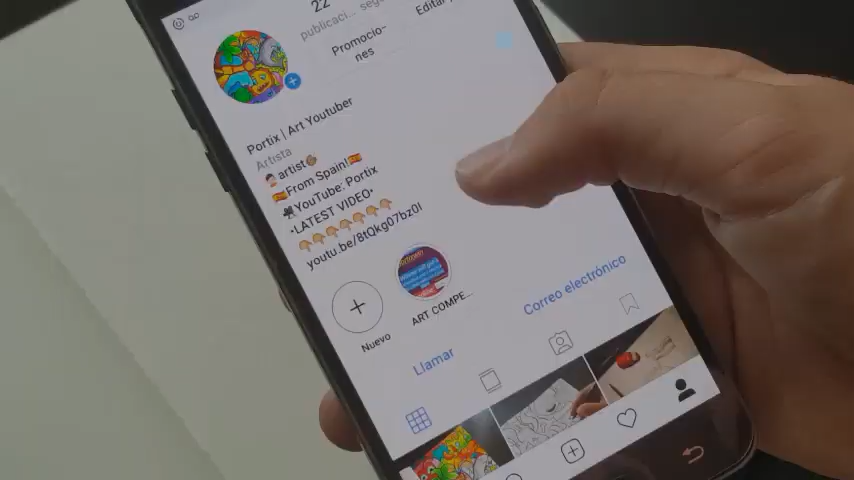 22
publicaci...
Editar
Promocio-
nes
Portix | Art Youtuber
Artista
artist
From Spain!
YouTube: Portix
•LATEST VIDEO•
youtu.be/8tQkg07bz0I
Nuevo
ART COMPE...
Llamar
Correo electrónico